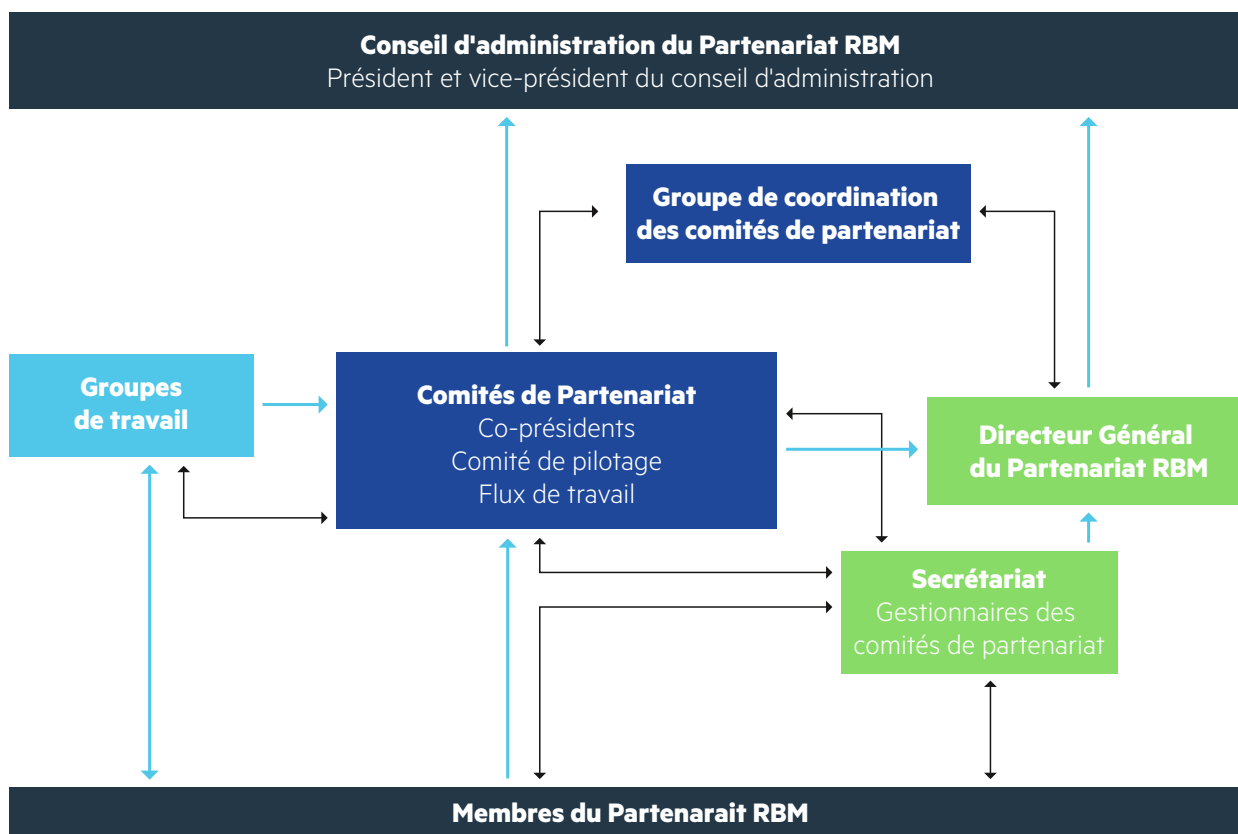 Conseil d'administration du Partenariat RBM
Président et vice-président du conseil d'administration
Groupe de coordination
des comités de partenariat
Groupes
de travail
Comités de Partenariat
Co-présidents
Comité de pilotage
Flux de travail
Directeur Général
du Partenariat RBM
Secrétariat
Gestionnaires des
comités de partenariat
Membres du Partenarait RBM